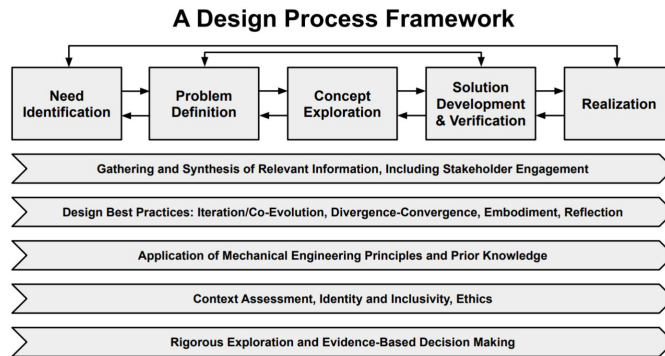 A Design Process Framework
Need
Identification
Problem
Definition
Concept
Exploration
Solution
Development
& Verification
Realization
Gathering and Synthesis of Relevant Information, Including Stakeholder Engagement
Design Best Practices: Iteration/Co-Evolution, Divergence-Convergence, Embodiment, Reflection
Application of Mechanical Engineering Principles and Prior Knowledge
Context Assessment, Identity and Inclusivity, Ethics
Rigorous Exploration and Evidence-Based Decision Making